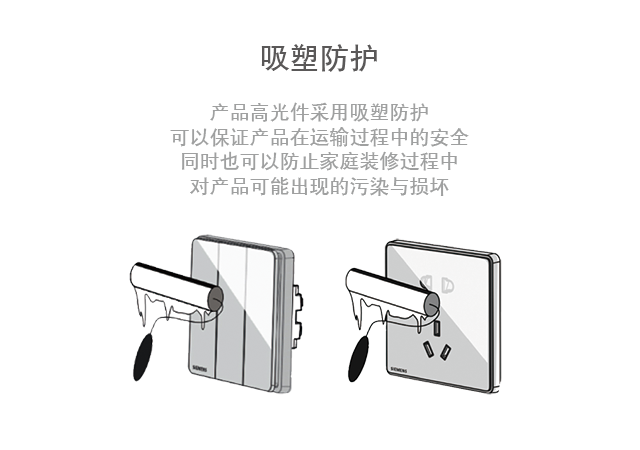 吸塑防护
产品高光件采用吸塑防护
可以保证产品在运输过程中的安全
同时也可以防止家庭装修过程中
对产品可能出现的污染与损坏
SIEMENS
SIEMENS